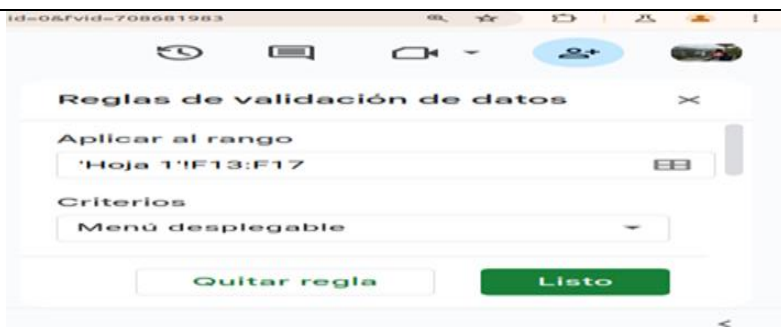 id=0&fvid=708681983
Reglas de validación de datos
Aplicar al rango
'Hoja 1'!F13:F17
Criterios
Menú desplegable
Quitar regla
Listo